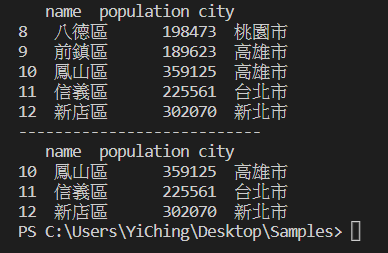 name population city
8 八德區 198473 桃園市
9 前鎮區 189623 高雄市
10 鳳山區 359125 高雄市
11 信義區 225561 台北市
12 新店區 302070 新北市
---------------------------
name population city
10 鳳山區 359125 高雄市
11 信義區 225561 台北市
12 新店區 302070 新北市
PS C:\Users\YiChing\Desktop\Samples>